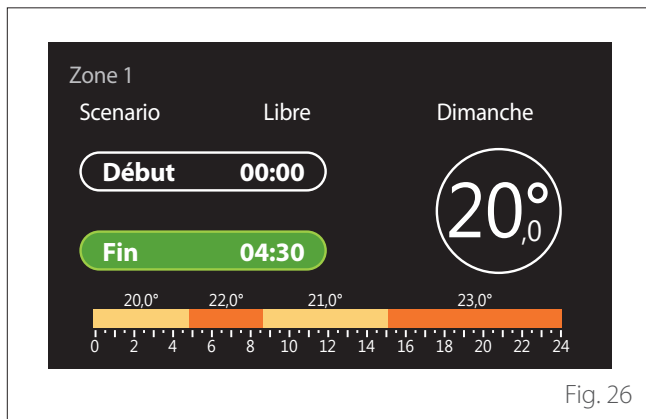 Zone 1
Scenario Libre Dimanche
Début 00:00
20,0°
Fin 04:30
20,0° 22,0° 21,0° 23,0°
0 2 4 6 8 10 12 14 16 18 20 22 24
Fig. 26